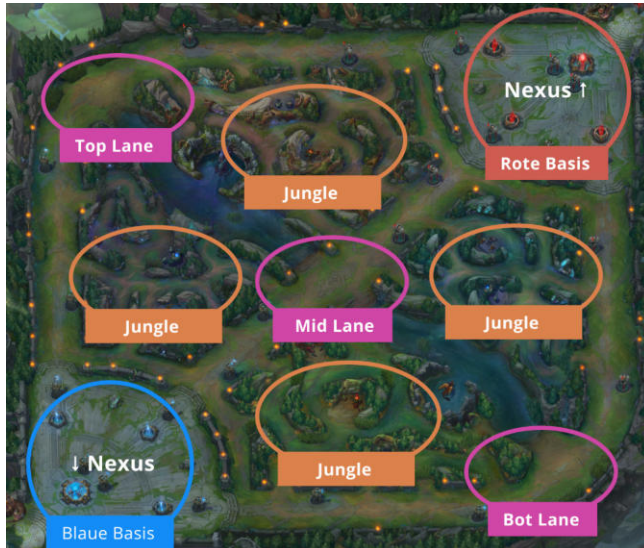 Nexus ↑
Top Lane
Rote Basis
Jungle
Jungle
Mid Lane
Jungle
↓ Nexus
Jungle
Bot Lane
Blaue Basis